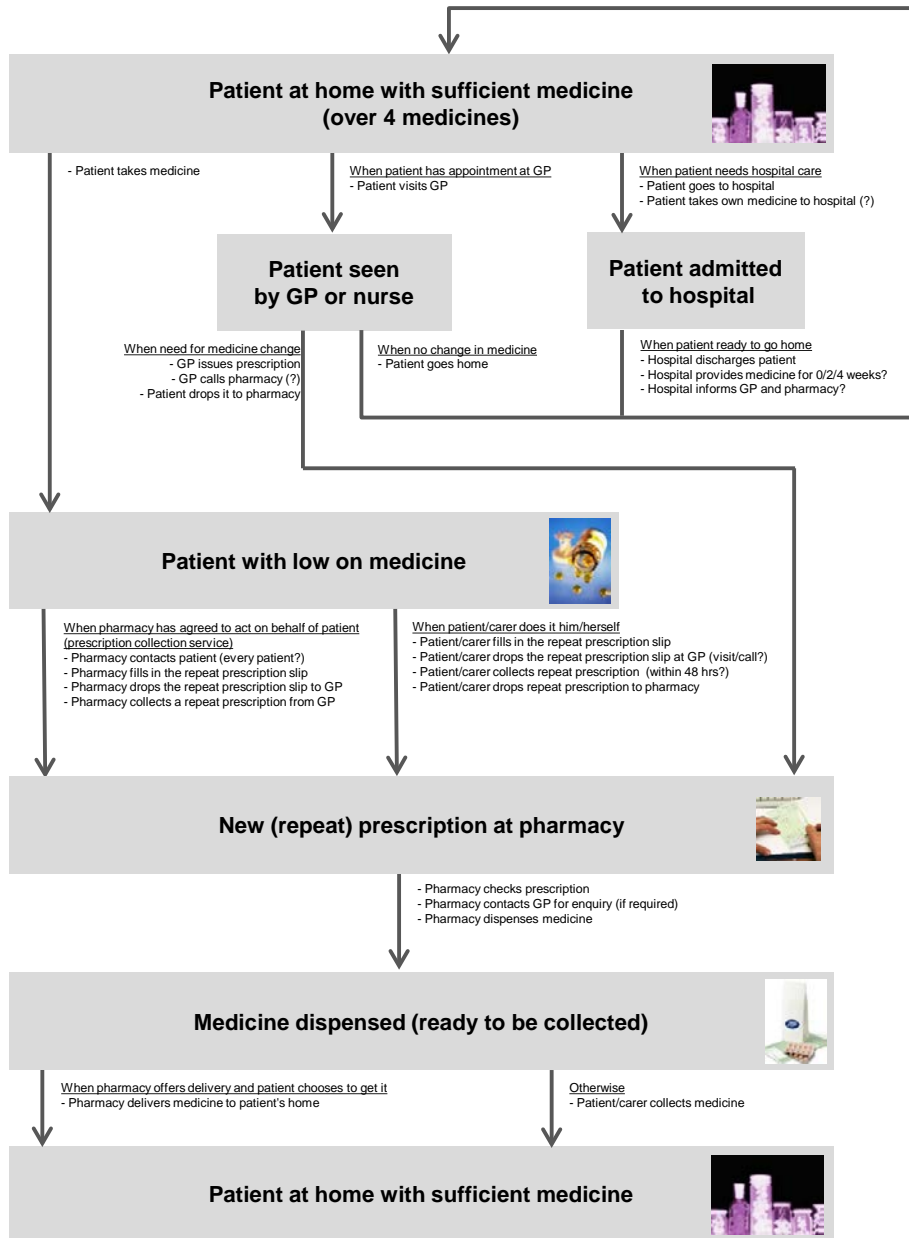 Patient at home with sufficient medicine
(over 4 medicines)
- Patient takes medicine
When patient has appointment at GP
- Patient visits GP
When patient needs hospital care
- Patient goes to hospital
- Patient takes own medicine to hospital (?)
Patient seen
by GP or nurse
Patient admitted
to hospital
When need for medicine change
- GP issues prescription
- GP calls pharmacy (?)
- Patient drops it to pharmacy
When no change in medicine
- Patient goes home
When patient ready to go home
- Hospital discharges patient
- Hospital provides medicine for 0/2/4 weeks?
- Hospital informs GP and pharmacy?
Patient with low on medicine
When pharmacy has agreed to act on behalf of patient
(prescription collection service)
- Pharmacy contacts patient (every patient?)
- Pharmacy fills in the repeat prescription slip
- Pharmacy drops the repeat prescription slip to GP
- Pharmacy collects a repeat prescription from GP
When patient/carer does it him/herself
- Patient/carer fills in the repeat prescription slip
- Patient/carer drops the repeat prescription slip at GP (visit/call?)
- Patient/carer collects repeat prescription (within 48 hrs?)
- Patient/carer drops repeat prescription to pharmacy
New (repeat) prescription at pharmacy
- Pharmacy checks prescription
- Pharmacy contacts GP for enquiry (if required)
- Pharmacy dispenses medicine
Medicine dispensed (ready to be collected)
When pharmacy offers delivery and patient chooses to get it
- Pharmacy delivers medicine to patient's home
Otherwise
- Patient/carer collects medicine
Patient at home with sufficient medicine